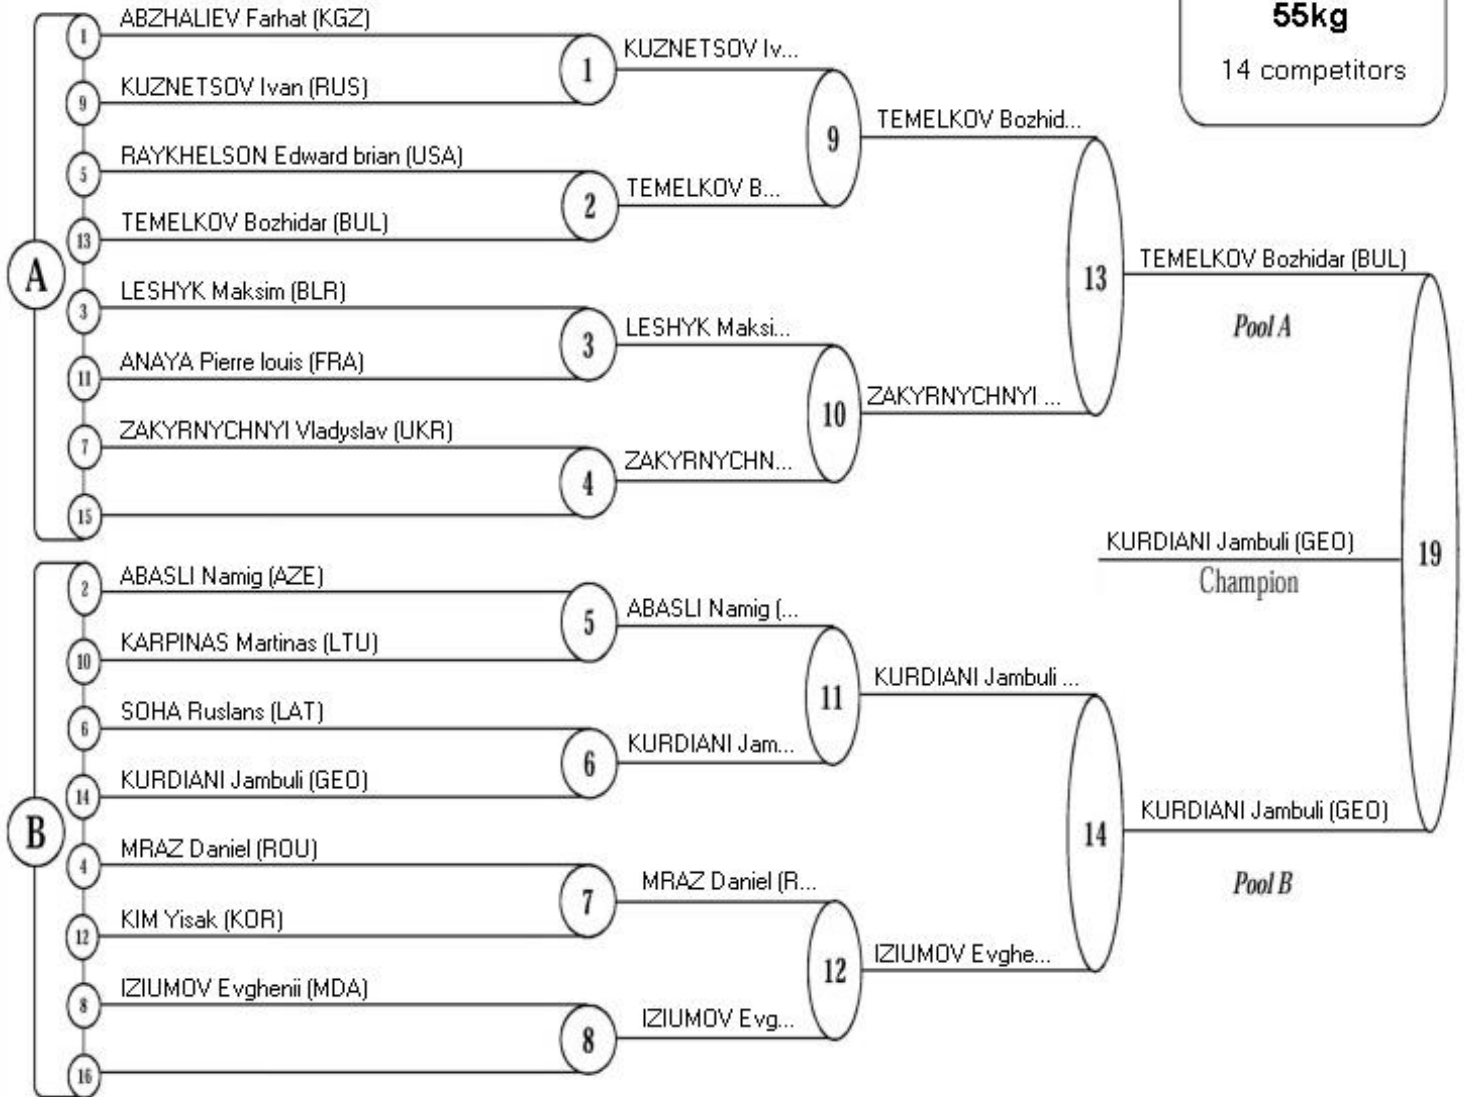 55kg
14 competitors
A
1
ABZHALIEV Farhat (KGZ)
9
KUZNETSOV Ivan (RUS)
5
RAYKHELSON Edward brian (USA)
13
TEMELKOV Bozhidar (BUL)
3
LESHYK Maksim (BLR)
11
ANAYA Pierre louis (FRA)
7
ZAKYRNYCHNYI Vladyslav (UKR)
15
1
KUZNETSOV Iv...
2
TEMELKOV B...
3
LESHYK Maksi...
4
ZAKYRNYCHN...
9
TEMELKOV Bozhid...
10
ZAKYRNYCHNYI ...
13
TEMELKOV Bozhidar (BUL)
Pool A
B
2
ABASLI Namig (AZE)
10
KARPINAS Martinas (LTU)
6
SOHA Ruslans (LAT)
14
KURDIANI Jambuli (GEO)
4
MRAZ Daniel (ROU)
12
KIM Yisak (KOR)
8
IZIUMOV Evghenii (MDA)
16
5
ABASLI Namig (...
6
KURDIANI Jam...
7
MRAZ Daniel (R...
8
IZIUMOV Evg...
11
KURDIANI Jambuli ...
12
IZIUMOV Evghe...
14
KURDIANI Jambuli (GEO)
Pool B
19
KURDIANI Jambuli (GEO)
Champion